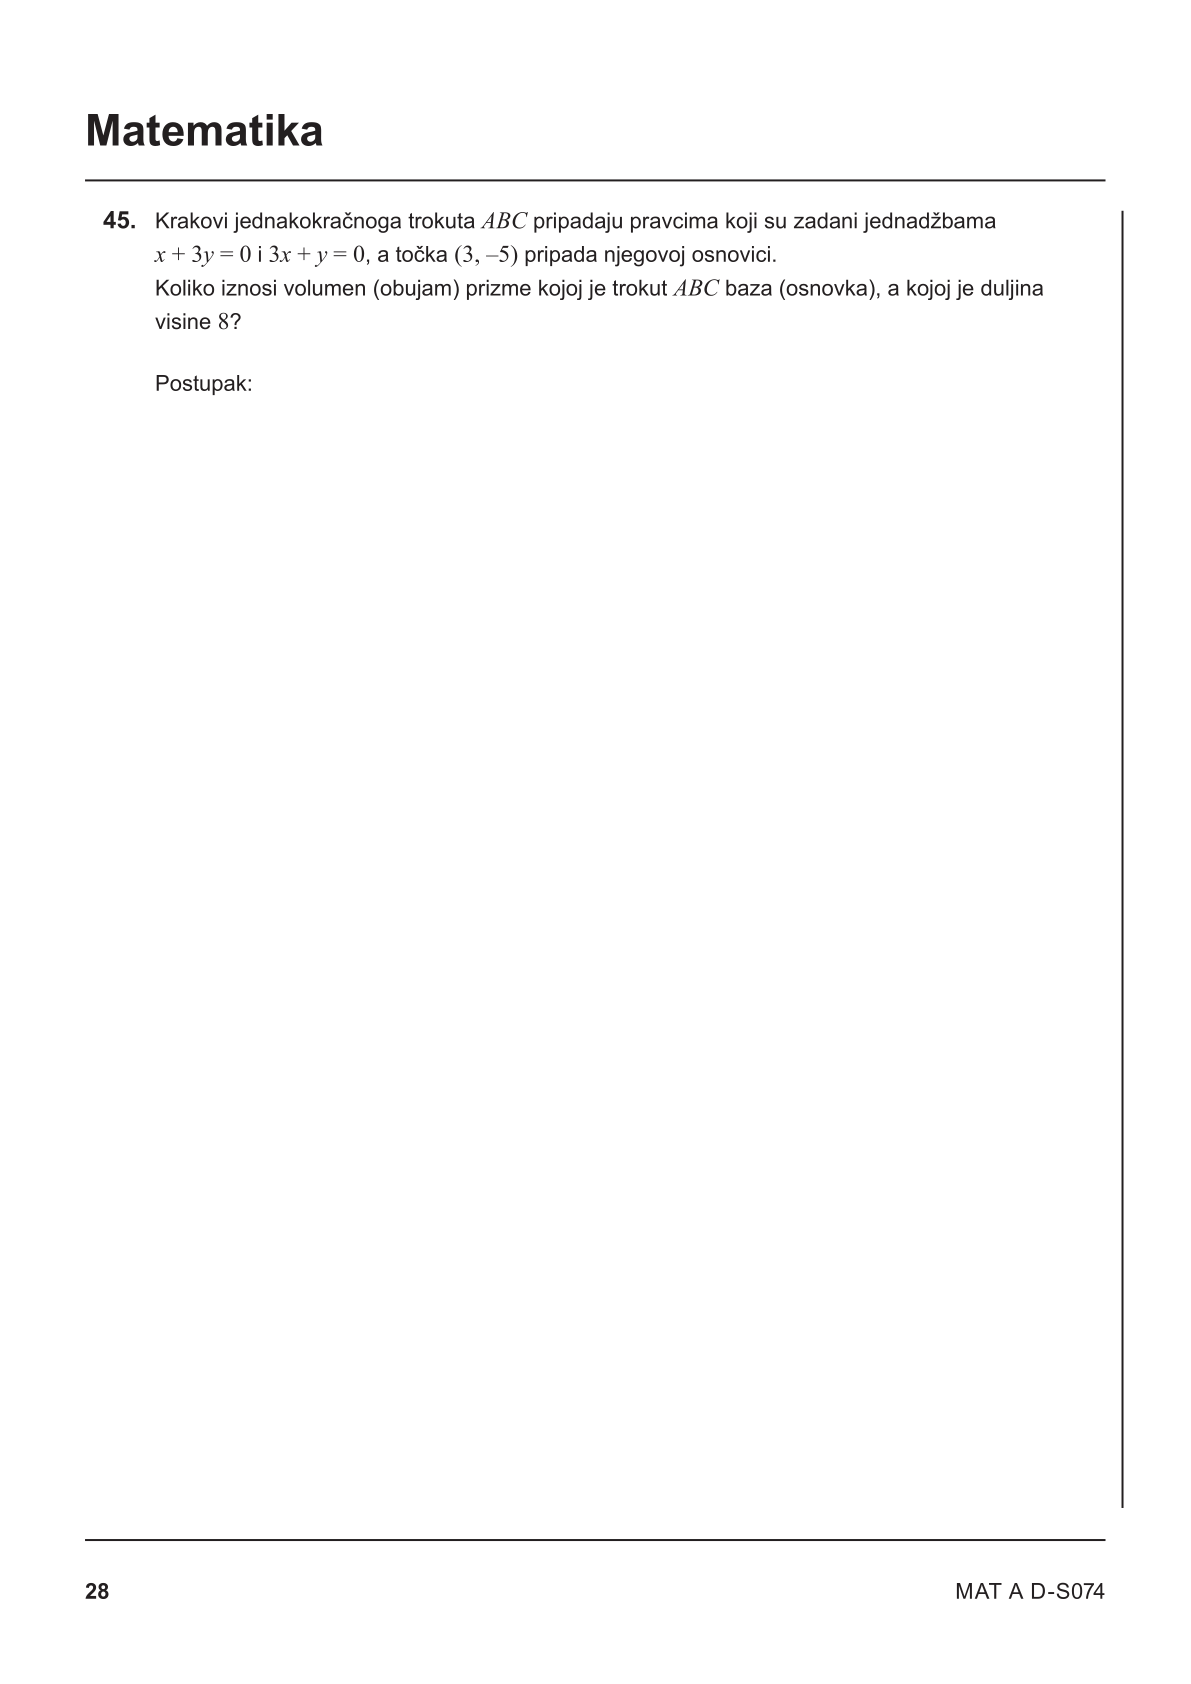 Matematika
45. Krakovi jednakokračnoga trokuta ABC pripadaju pravcima koji su zadani jednadžbama
x + 3y = 0 i 3x + y = 0, a točka (3, –5) pripada njegovoj osnovici.
Koliko iznosi volumen (obujam) prizme kojoj je trokut ABC baza (osnovka), a kojoj je duljina
visine 8?
Postupak:
28
MAT A D-S074